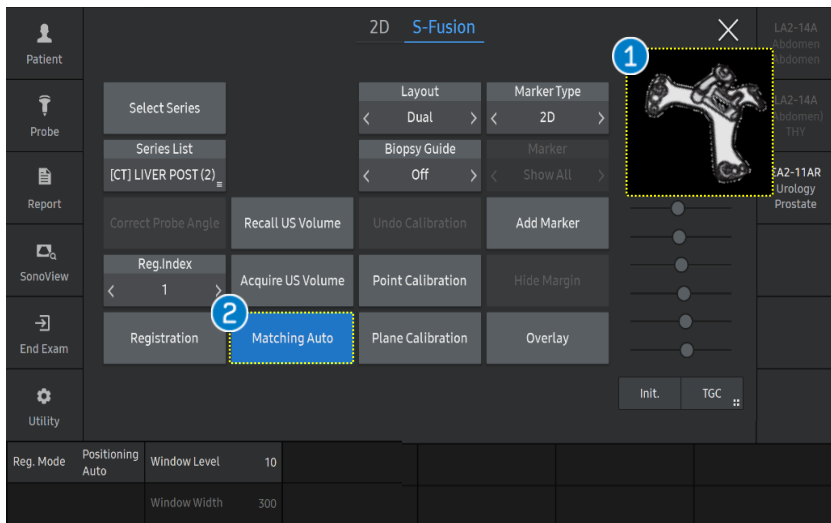 2D S-Fusion
1
Patient
Probe
Report
SonoView
End Exam
Utility
Select Series
Layout
Dual
Marker Type
2D
Series List
[CT] LIVER POST (2)
Biopsy Guide
Off
Marker
Show All
Correct Probe Angle
Recall US Volume
Undo Calibration
Add Marker
Reg.Index
1
Acquire US Volume
Point Calibration
Hide Margin
2
Registration
Matching Auto
Plane Calibration
Overlay
Init.
TGC
LA2-14A
Abdomen
Abdomen
LA2-14A
Abdomen)
THY
EA2-11AR
Urology
Prostate
Reg. Mode
Positioning
Auto
Window Level 10
Window Width 300